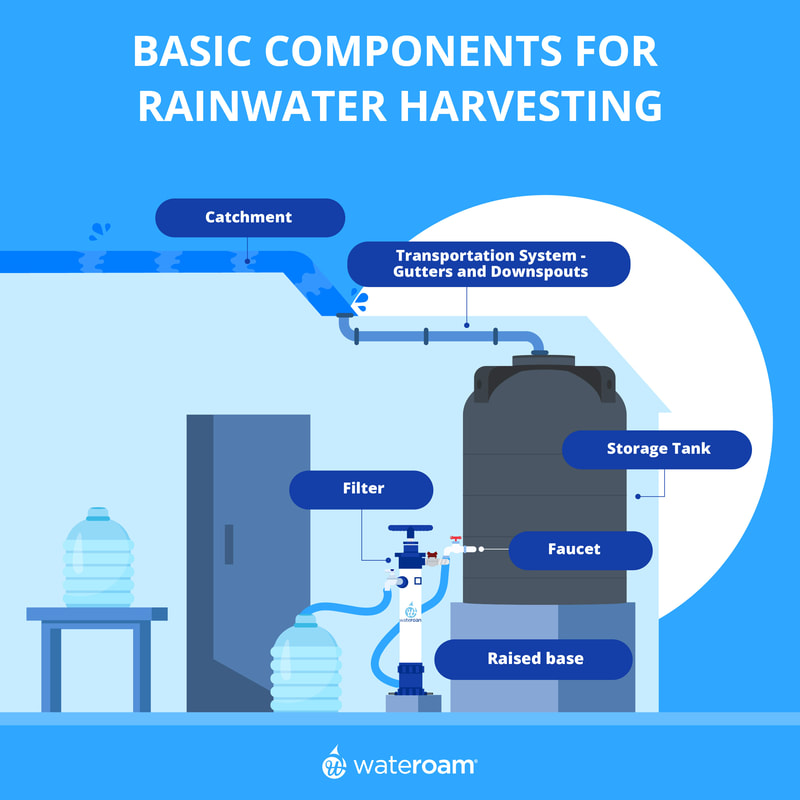 BASIC COMPONENTS FOR
RAINWATER HARVESTING
Catchment
Transportation System -
Gutters and Downspouts
Storage Tank
Filter
Faucet
wateroam
Raised base
wateroam®